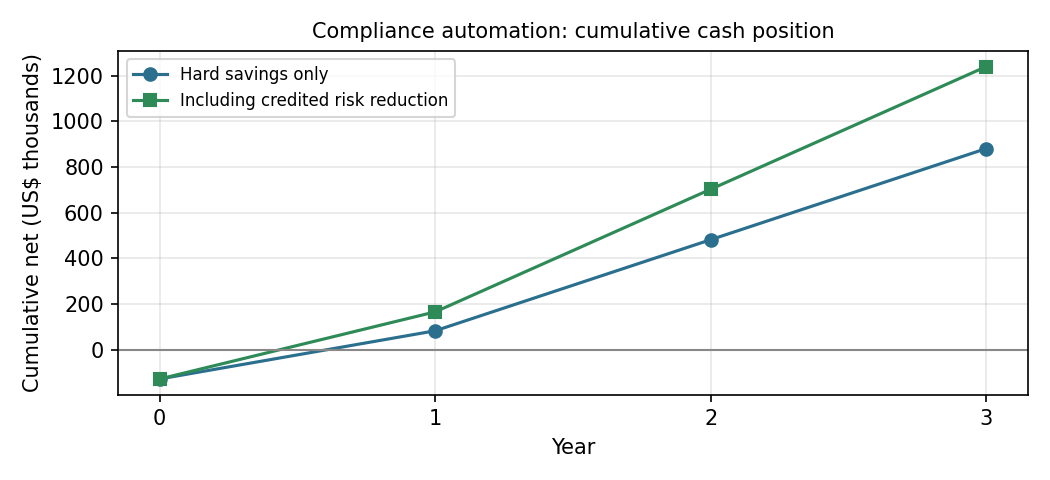 Compliance automation: cumulative cash position
Hard savings only
Including credited risk reduction
Cumulative net (US$ thousands)
1200
1000
800
600
400
200
0
0 1 2 3
Year